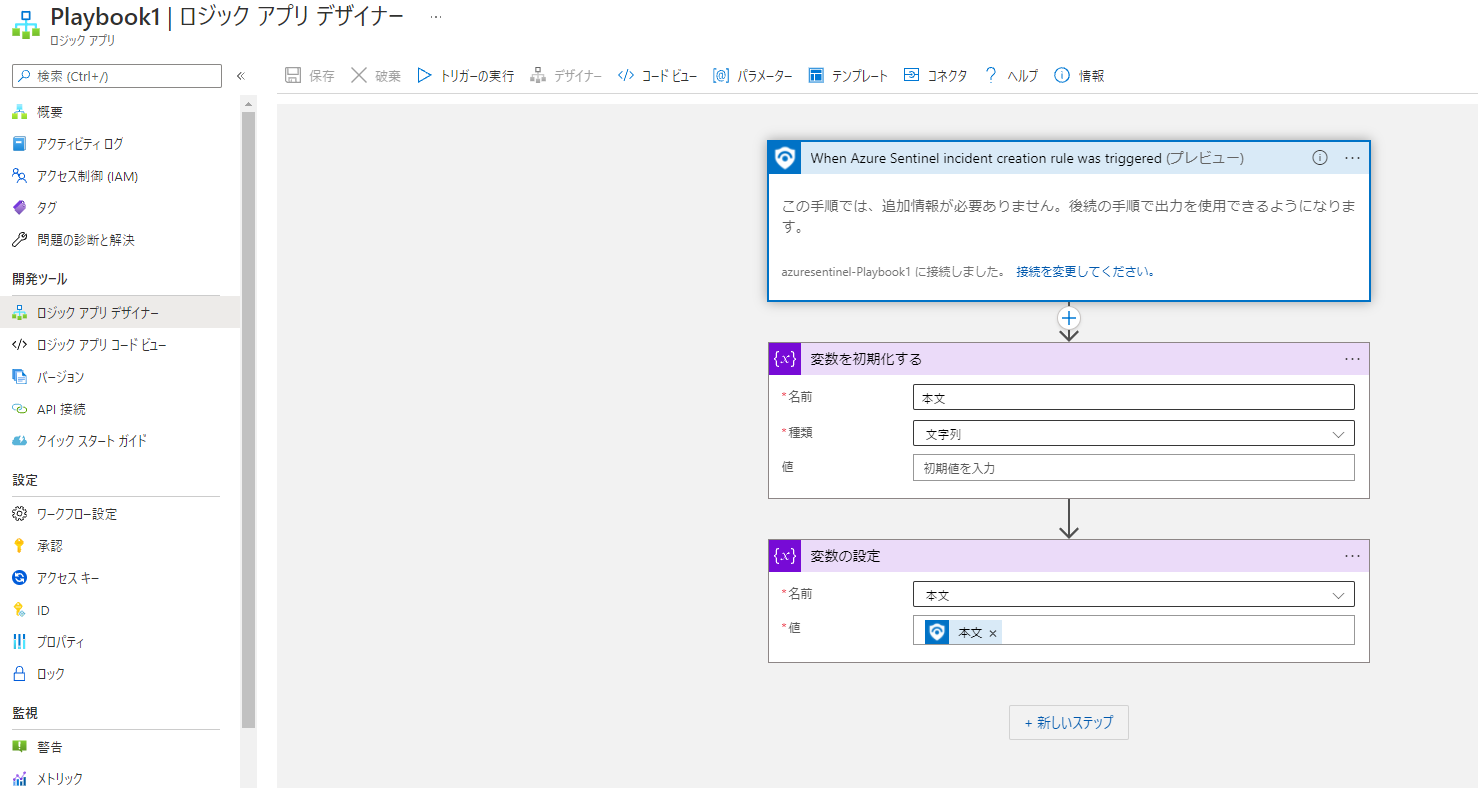 Playbook1 | ロジック アプリ デザイナー ...
ロジック アプリ
検索 (Ctrl+/)
«
概要
アクティビティ ログ
アクセス制御 (IAM)
タグ
問題の診断と解決
開発ツール
ロジック アプリ デザイナー
ロジック アプリ コード ビュー
バージョン
API 接続
クイック スタート ガイド
設定
ワークフロー設定
承認
アクセス キー
ID
プロパティ
ロック
監視
警告
メトリック
保存 破棄 トリガーの実行 デザイナー コード ビュー パラメーター テンプレート コネクタ ヘルプ 情報
When Azure Sentinel incident creation rule was triggered (プレビュー)
この手順では、追加情報が必要ありません。後続の手順で出力を使用できるようになりま
す。
azuresentinel-Playbook1 に接続しました。 接続を変更してください。
{x} 変数を初期化する
*名前 本文
*種類 文字列
値 初期値を入力
{x} 変数の設定
*名前 本文
*値 本文 ×
+ 新しいステップ